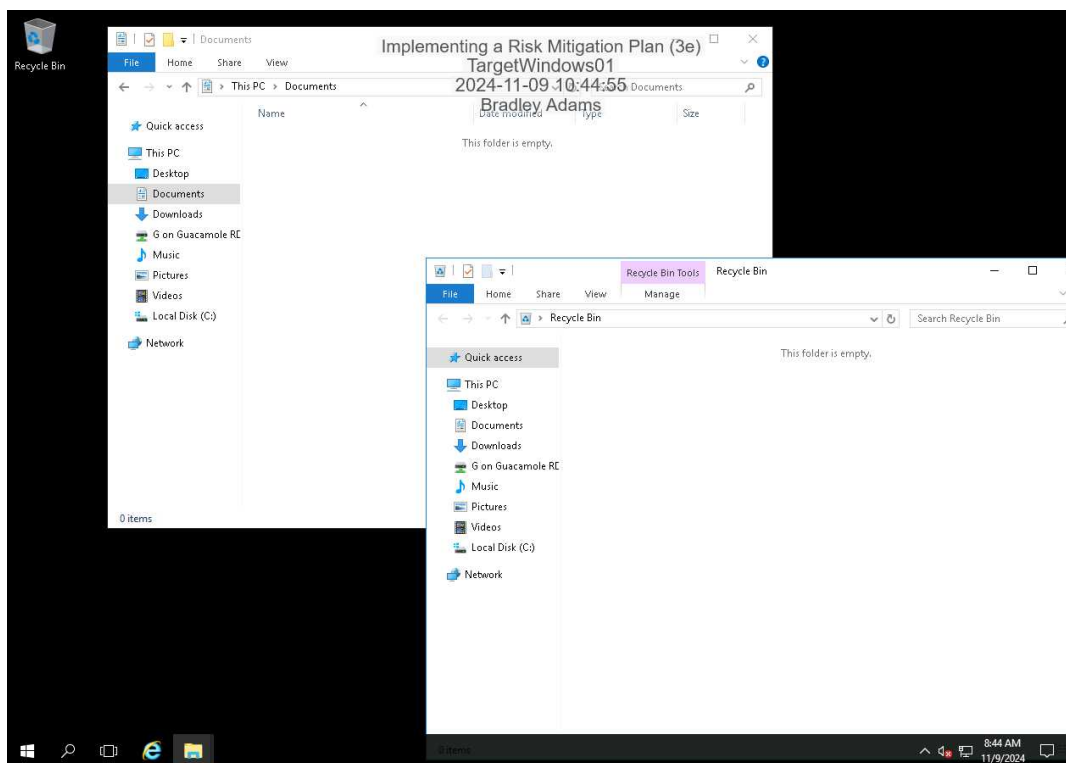 Recycle Bin
Documents
File Home Share View
This PC > Documents
Documents
Implementing a Risk Mitigation Plan (3e)
TargetWindows01
2024-11-09 10:44:55
Bradley Adams
Name Date modified Type Size
This folder is empty.
Quick access
This PC
Desktop
Documents
Downloads
G on Guacamole RD
Music
Pictures
Videos
Local Disk (C:)
Network
0 items
Recycle Bin Tools Recycle Bin
File Home Share View Manage
> Recycle Bin
Search Recycle Bin
This folder is empty.
Quick access
This PC
Desktop
Documents
Downloads
G on Guacamole RD
Music
Pictures
Videos
Local Disk (C:)
Network
0 items
8:44 AM
11/9/2024